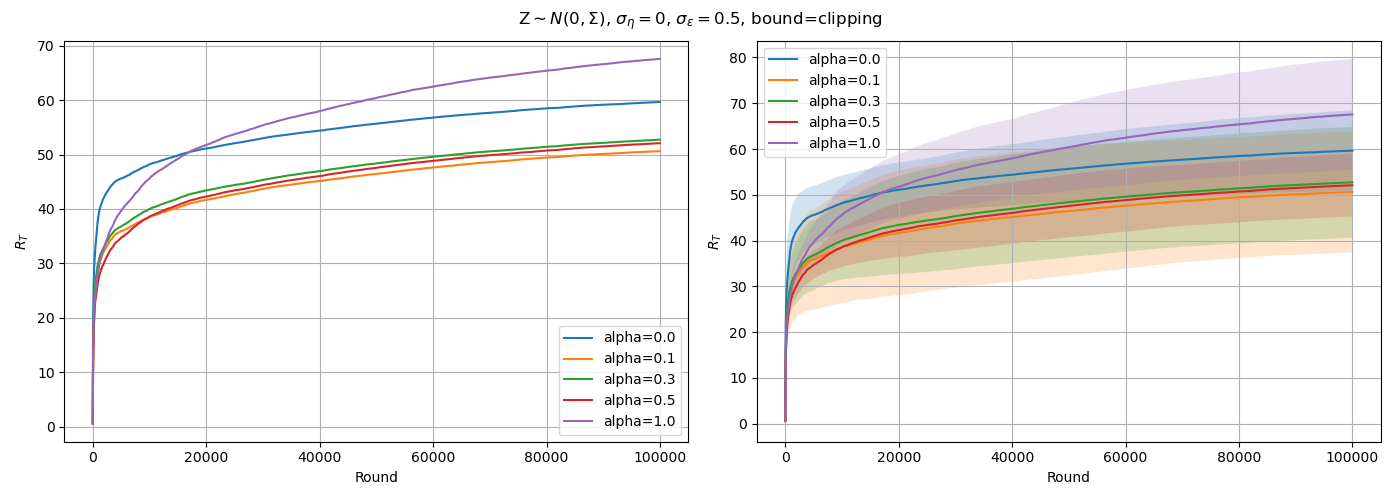 Z ∼ N(0, Σ), σ_η = 0, σ_ε = 0.5, bound=clipping
70
60
50
40
30
20
10
0
R_T
0 20000 40000 60000 80000 100000
Round
alpha=0.0
alpha=0.1
alpha=0.3
alpha=0.5
alpha=1.0
80
70
60
50
40
30
20
10
0
R_T
0 20000 40000 60000 80000 100000
Round
alpha=0.0
alpha=0.1
alpha=0.3
alpha=0.5
alpha=1.0